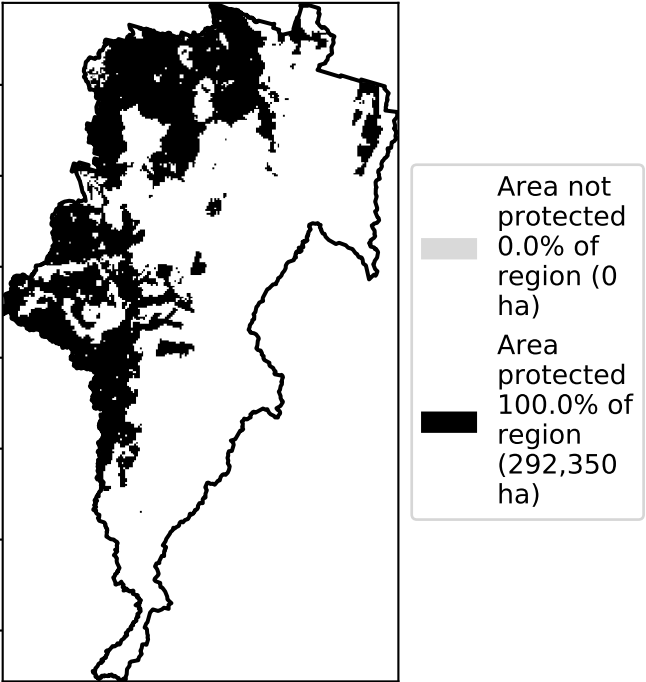 Area not
protected
0.0% of
region (0
ha)
Area
protected
100.0% of
region
(292,350
ha)